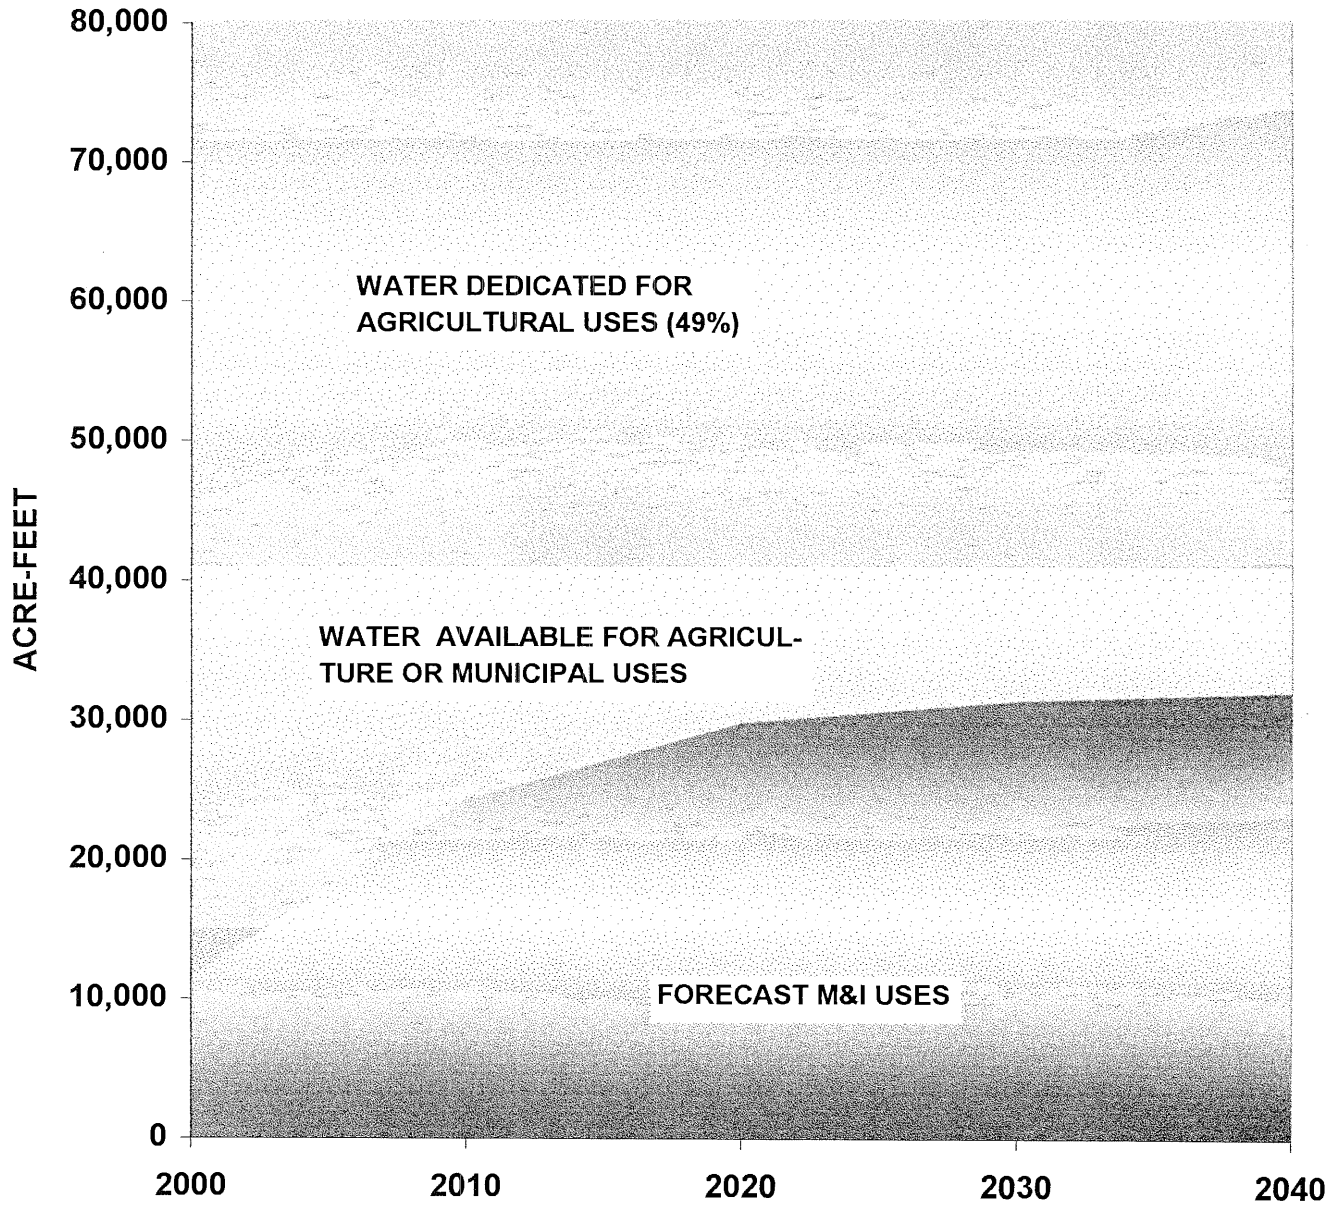 80,000
70,000
WATER DEDICATED FOR
AGRICULTURAL USES (49%)
60,000
50,000
ACRE-FEET
40,000
WATER AVAILABLE FOR AGRICUL-
TURE OR MUNICIPAL USES
30,000
20,000
10,000
FORECAST M&I USES
0
2000 2010 2020 2030 2040